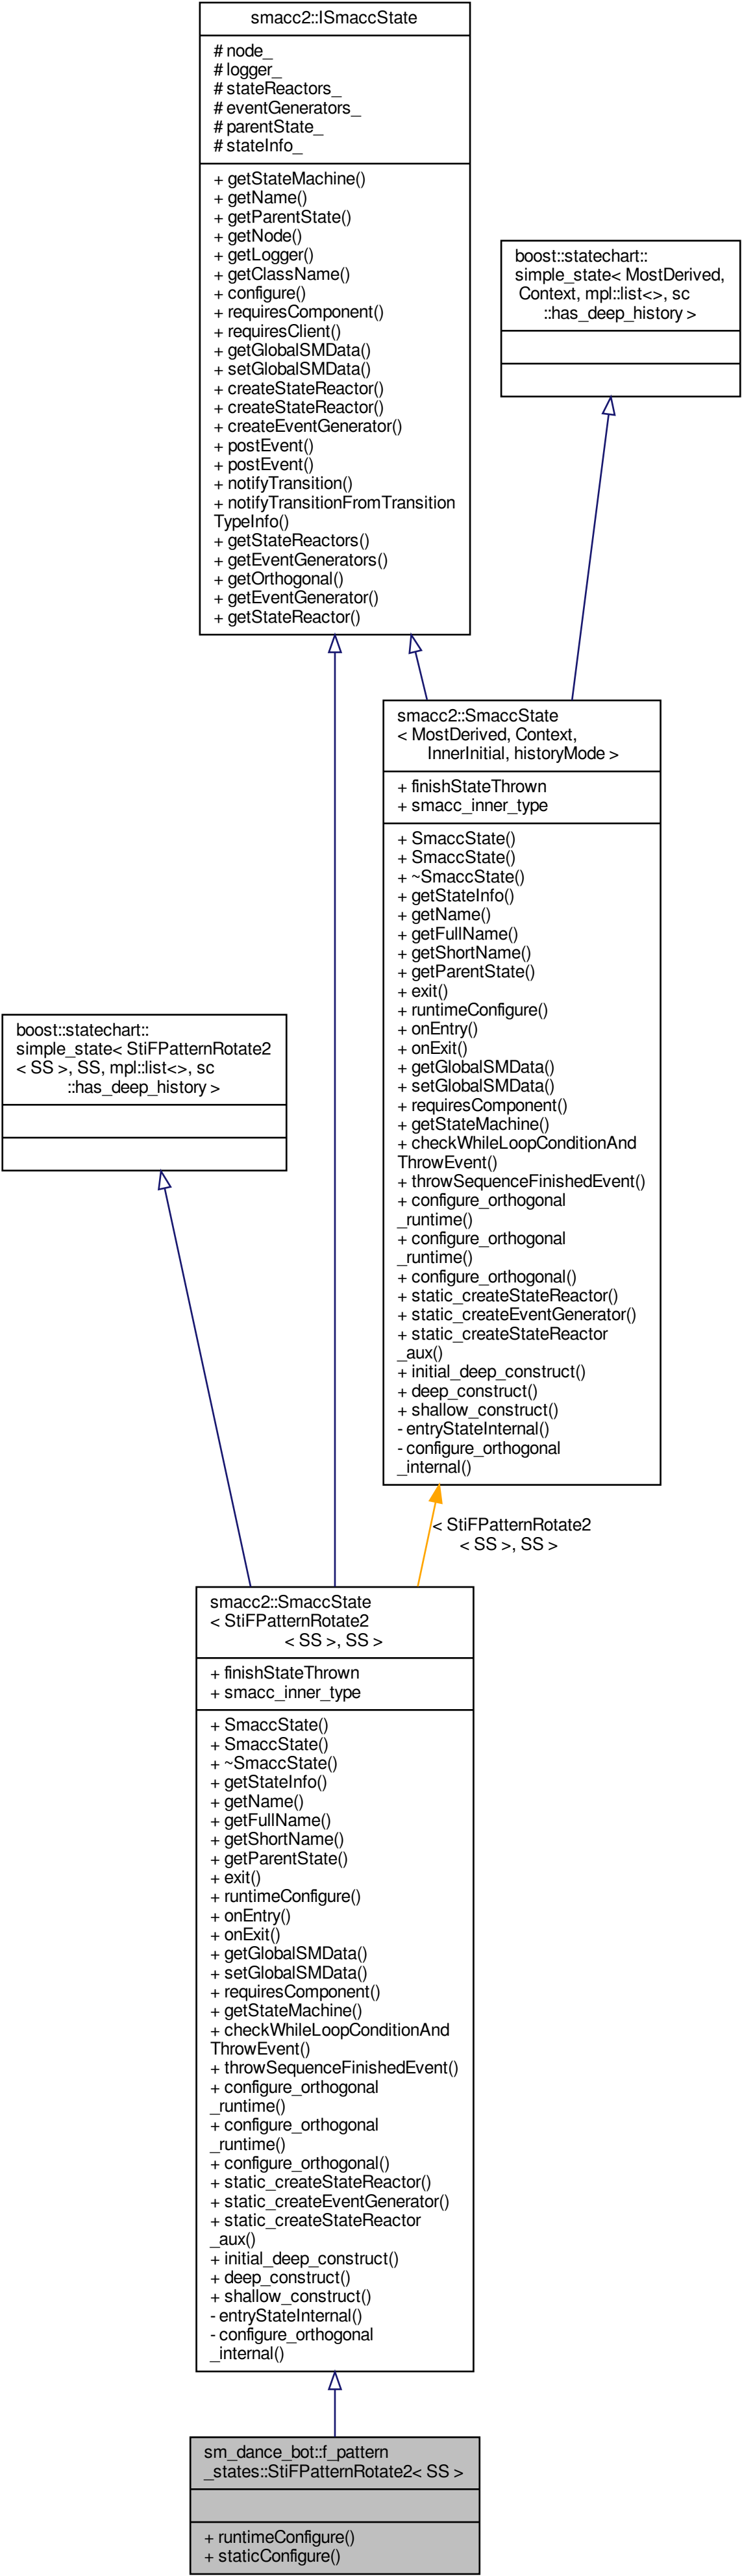 smacc2::ISmaccState
# node_
# logger_
# stateReactors_
# eventGenerators_
# parentState_
# stateInfo_
+ getStateMachine()
+ getName()
+ getParentState()
+ getNode()
+ getLogger()
+ getClassName()
+ configure()
+ requiresComponent()
+ requiresClient()
+ getGlobalSMData()
+ setGlobalSMData()
+ createStateReactor()
+ createStateReactor()
+ createEventGenerator()
+ postEvent()
+ postEvent()
+ notifyTransition()
+ notifyTransitionFromTransition
TypeInfo()
+ getStateReactors()
+ getEventGenerators()
+ getOrthogonal()
+ getEventGenerator()
+ getStateReactor()
boost::statechart::
simple_state< MostDerived,
Context, mpl::list<>, sc
::has_deep_history >
smacc2::SmaccState
< MostDerived, Context,
InnerInitial, historyMode >
+ finishStateThrown
+ smacc_inner_type
+ SmaccState()
+ SmaccState()
+ ~SmaccState()
+ getStateInfo()
+ getName()
+ getFullName()
+ getShortName()
+ getParentState()
+ exit()
+ runtimeConfigure()
+ onEntry()
+ onExit()
+ getGlobalSMData()
+ setGlobalSMData()
+ requiresComponent()
+ getStateMachine()
+ checkWhileLoopConditionAnd
ThrowEvent()
+ throwSequenceFinishedEvent()
+ configure_orthogonal
_runtime()
+ configure_orthogonal
_runtime()
+ configure_orthogonal()
+ static_createStateReactor()
+ static_createEventGenerator()
+ static_createStateReactor
_aux()
+ initial_deep_construct()
+ deep_construct()
+ shallow_construct()
- entryStateInternal()
- configure_orthogonal
_internal()
boost::statechart::
simple_state< StiFPatternRotate2
< SS >, SS, mpl::list<>, sc
::has_deep_history >
< StiFPatternRotate2
< SS >, SS >
smacc2::SmaccState
< StiFPatternRotate2
< SS >, SS >
+ finishStateThrown
+ smacc_inner_type
+ SmaccState()
+ SmaccState()
+ ~SmaccState()
+ getStateInfo()
+ getName()
+ getFullName()
+ getShortName()
+ getParentState()
+ exit()
+ runtimeConfigure()
+ onEntry()
+ onExit()
+ getGlobalSMData()
+ setGlobalSMData()
+ requiresComponent()
+ getStateMachine()
+ checkWhileLoopConditionAnd
ThrowEvent()
+ throwSequenceFinishedEvent()
+ configure_orthogonal
_runtime()
+ configure_orthogonal
_runtime()
+ configure_orthogonal()
+ static_createStateReactor()
+ static_createEventGenerator()
+ static_createStateReactor
_aux()
+ initial_deep_construct()
+ deep_construct()
+ shallow_construct()
- entryStateInternal()
- configure_orthogonal
_internal()
sm_dance_bot::f_pattern
_states::StiFPatternRotate2< SS >
+ runtimeConfigure()
+ staticConfigure()